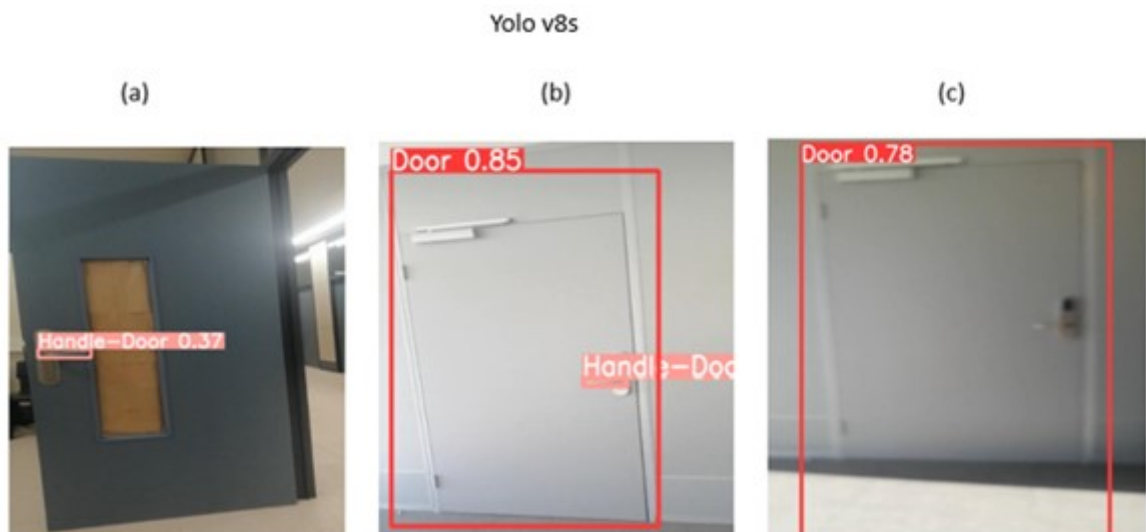 Yolo v8s
(a)
(b)
(c)
Handle-Door 0.37
Door 0.85
Handle-Doo
Door 0.78